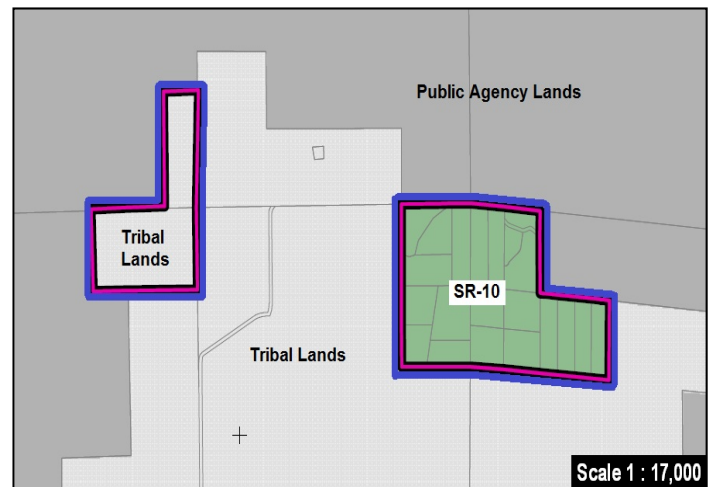 Public Agency Lands
Tribal
Lands
SR-10
Tribal Lands
Scale 1 : 17,000